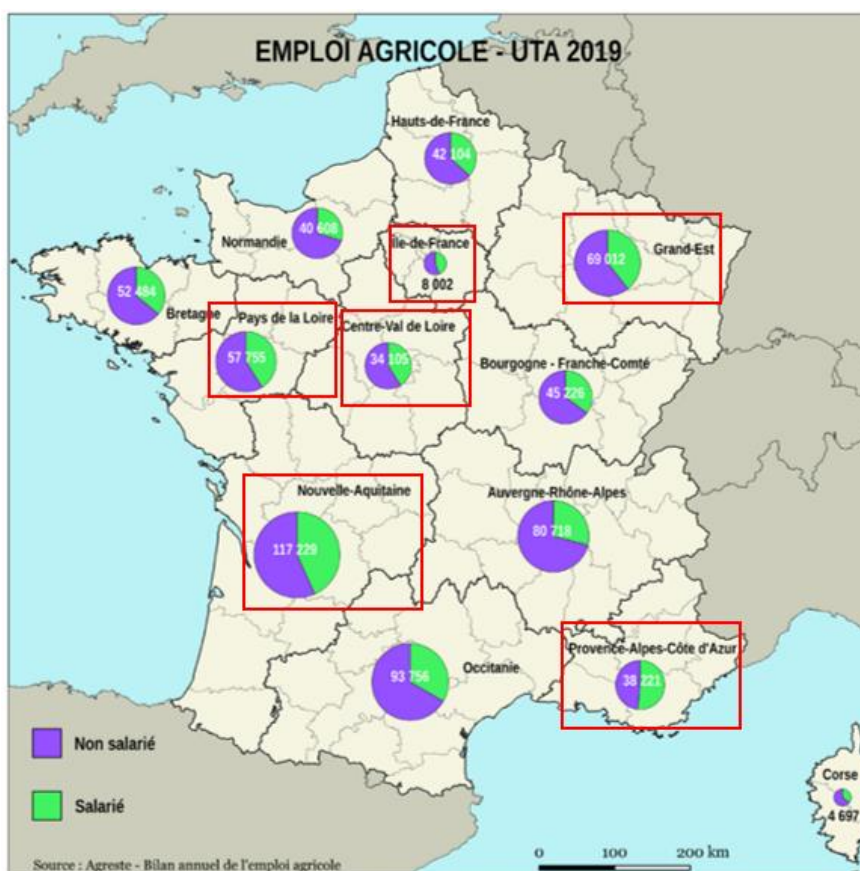 EMPLOI AGRICOLE - UTA 2019
Hauts-de-France
42 104
Normandie
40 608
Île-de-France
8 002
Grand-Est
69 012
52 484
Bretagne
Pays de la Loire
57 755
Centre-Val de Loire
34 105
Bourgogne - Franche-Comté
45 226
Nouvelle-Aquitaine
117 229
Auvergne-Rhône-Alpes
80 718
Occitanie
93 756
Provence-Alpes-Côte d'Azur
38 221
Non salarié
Salarié
Corse
4 697
0 100 200 km
Source : Agreste - Bilan annuel de l'emploi agricole